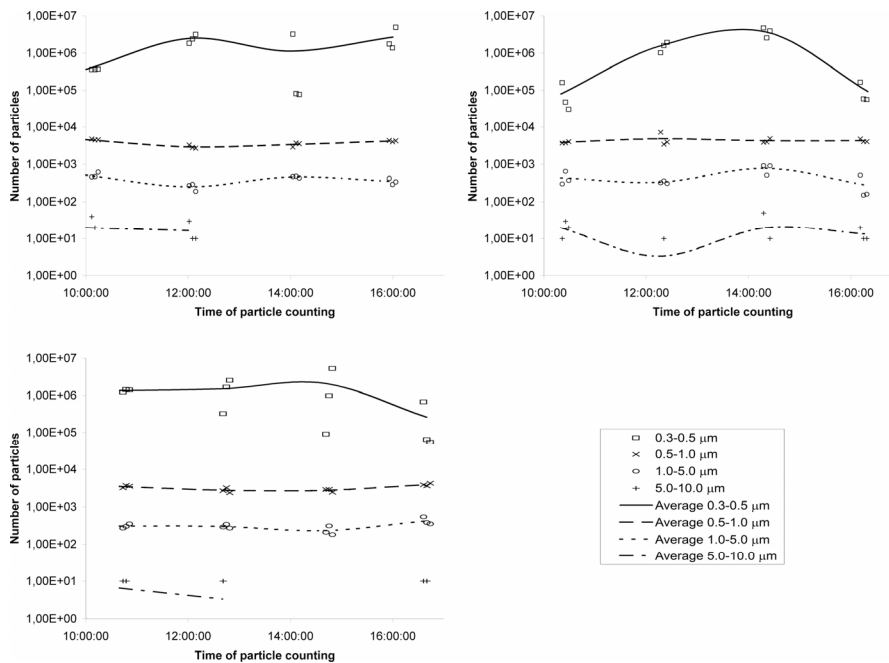 Number of particles
1,00E+07
1,00E+06
1,00E+05
1,00E+04
1,00E+03
1,00E+02
1,00E+01
1,00E+00
10:00:00 12:00:00 14:00:00 16:00:00
Time of particle counting
Number of particles
1,00E+07
1,00E+06
1,00E+05
1,00E+04
1,00E+03
1,00E+02
1,00E+01
1,00E+00
10:00:00 12:00:00 14:00:00 16:00:00
Time of particle counting
Number of particles
1,00E+07
1,00E+06
1,00E+05
1,00E+04
1,00E+03
1,00E+02
1,00E+01
1,00E+00
10:00:00 12:00:00 14:00:00 16:00:00
Time of particle counting
0.3-0.5 μm
0.5-1.0 μm
1.0-5.0 μm
5.0-10.0 μm
Average 0.3-0.5 μm
Average 0.5-1.0 μm
Average 1.0-5.0 μm
Average 5.0-10.0 μm